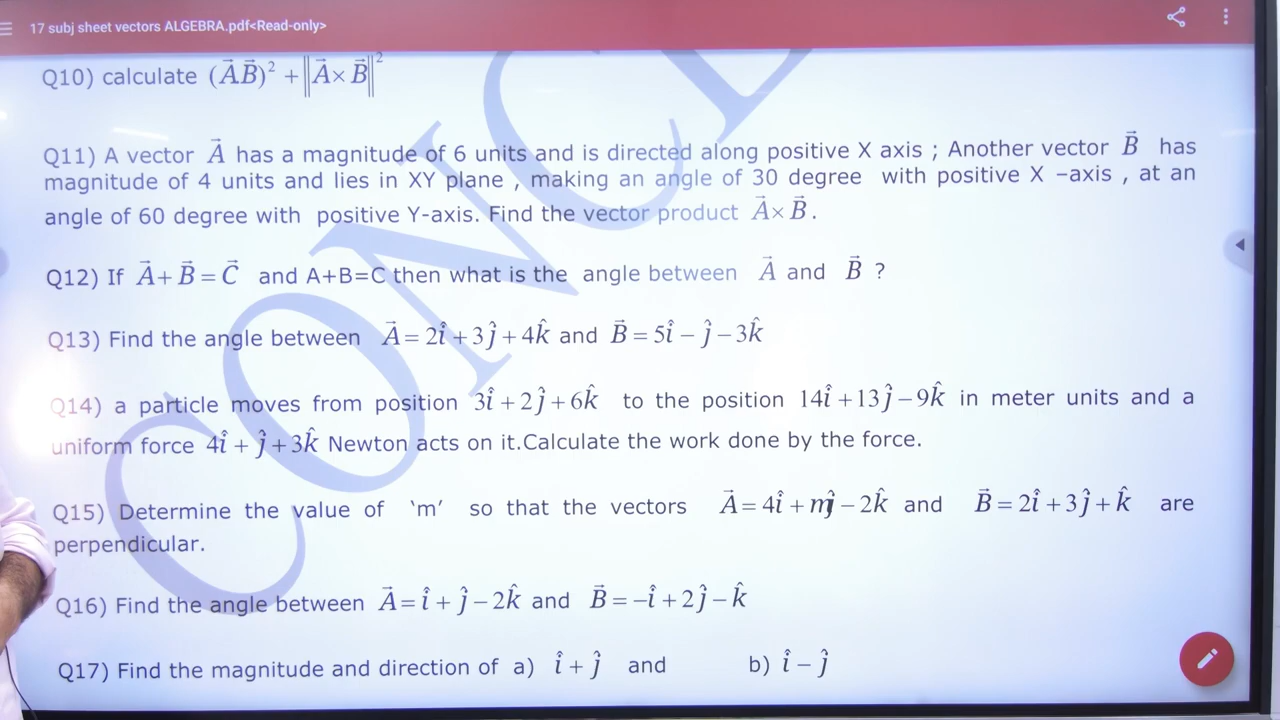 17 subj sheet vectors ALGEBRA.pdf<Read-only>
Q10) calculate (A⃗B⃗)² + ||A⃗×B⃗||²
Q11) A vector A⃗ has a magnitude of 6 units and is directed along positive X axis ; Another vector B⃗ has
magnitude of 4 units and lies in XY plane , making an angle of 30 degree with positive X –axis , at an
angle of 60 degree with positive Y-axis. Find the vector product A⃗×B⃗.
Q12) If A⃗+B⃗=C⃗ and A+B=C then what is the angle between A⃗ and B⃗ ?
Q13) Find the angle between A⃗=2î+3ĵ+4k̂ and B⃗=5î−ĵ−3k̂
Q14) a particle moves from position 3î+2ĵ+6k̂ to the position 14î+13ĵ−9k̂ in meter units and a
uniform force 4î+ĵ+3k̂ Newton acts on it.Calculate the work done by the force.
Q15) Determine the value of ‘m’ so that the vectors A⃗=4î+mĵ−2k̂ and B⃗=2î+3ĵ+k̂ are
perpendicular.
Q16) Find the angle between A⃗=î+ĵ−2k̂ and B⃗=−î+2ĵ−k̂
Q17) Find the magnitude and direction of a) î+ĵ and b) î−ĵ
CONCE